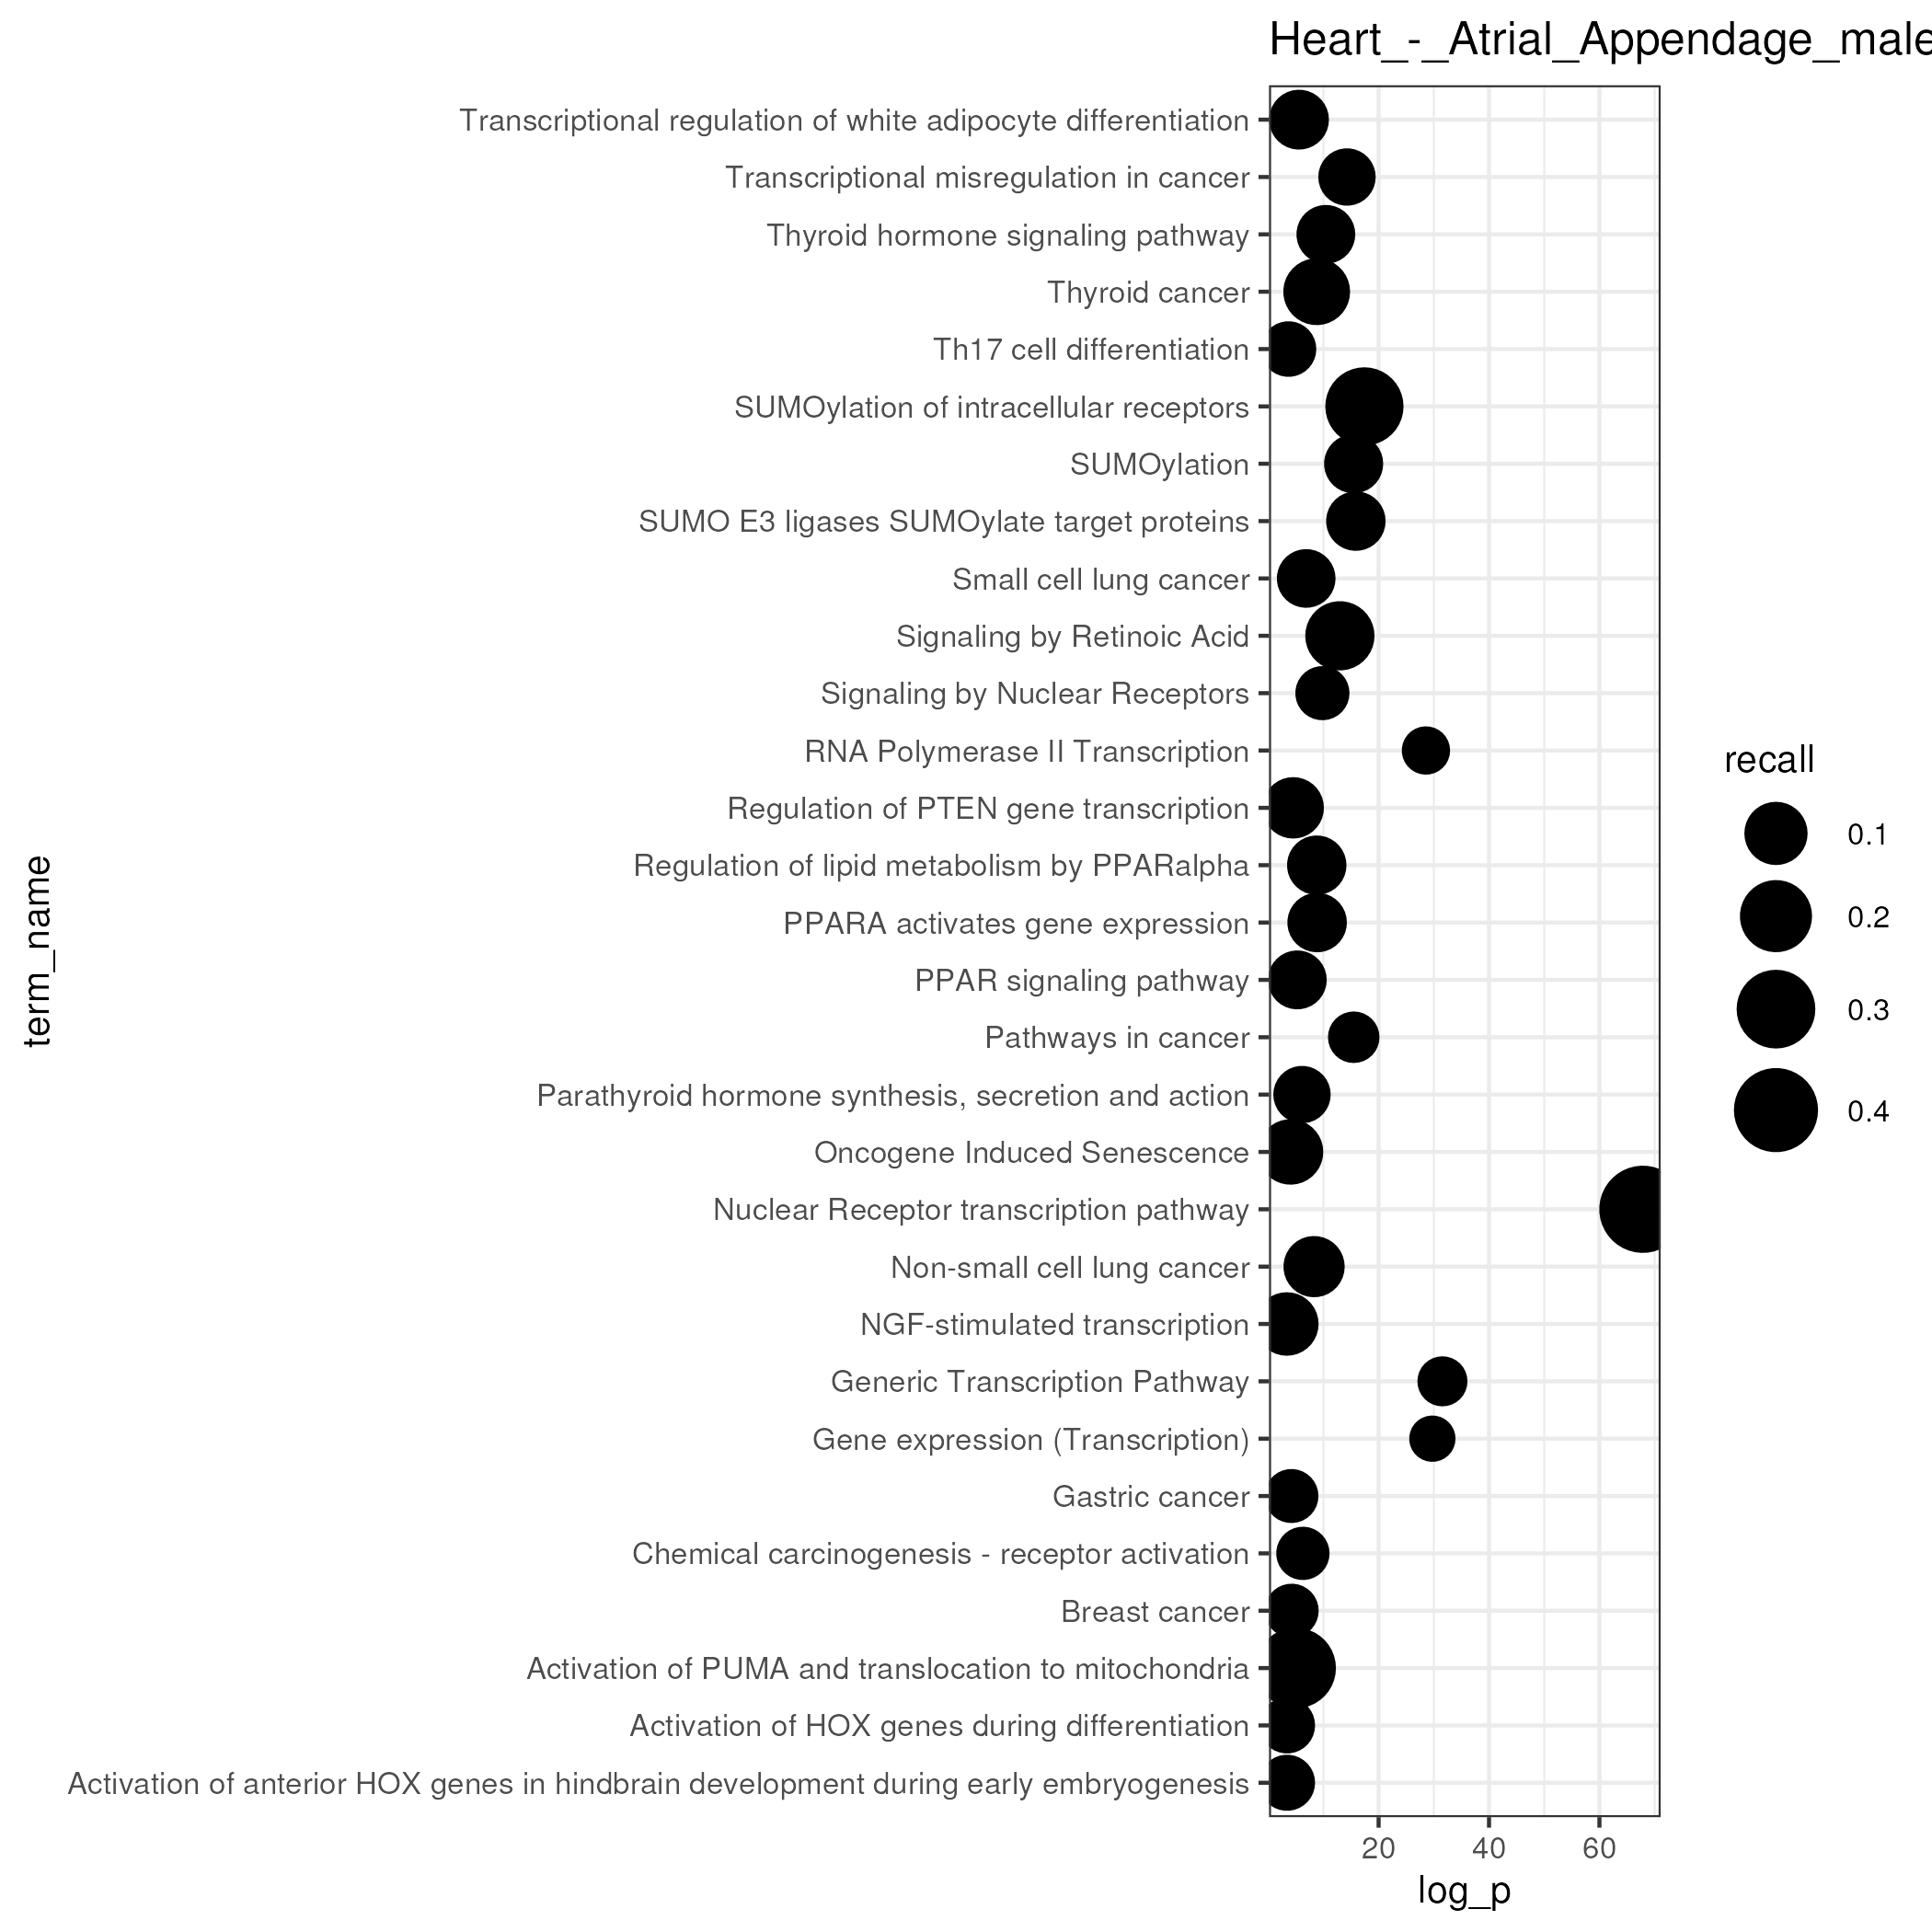 Heart_-_Atrial_Appendage_male
Transcriptional regulation of white adipocyte differentiation
Transcriptional misregulation in cancer
Thyroid hormone signaling pathway
Thyroid cancer
Th17 cell differentiation
SUMOylation of intracellular receptors
SUMOylation
SUMO E3 ligases SUMOylate target proteins
Small cell lung cancer
Signaling by Retinoic Acid
Signaling by Nuclear Receptors
RNA Polymerase II Transcription
Regulation of PTEN gene transcription
Regulation of lipid metabolism by PPARalpha
PPARA activates gene expression
PPAR signaling pathway
Pathways in cancer
Parathyroid hormone synthesis, secretion and action
Oncogene Induced Senescence
Nuclear Receptor transcription pathway
Non-small cell lung cancer
NGF-stimulated transcription
Generic Transcription Pathway
Gene expression (Transcription)
Gastric cancer
Chemical carcinogenesis - receptor activation
Breast cancer
Activation of PUMA and translocation to mitochondria
Activation of HOX genes during differentiation
Activation of anterior HOX genes in hindbrain development during early embryogenesis
term_name
20 40 60
log_p
recall
0.1
0.2
0.3
0.4